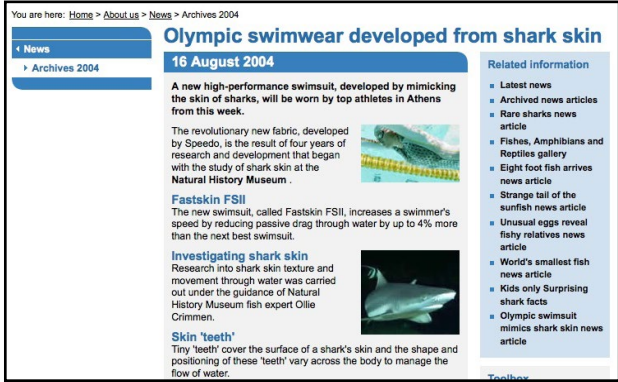 You are here: Home > About us > News > Archives 2004
News
Archives 2004
Olympic swimwear developed from shark skin
16 August 2004
A new high-performance swimsuit, developed by mimicking
the skin of sharks, will be worn by top athletes in Athens
from this week.
The revolutionary new fabric, developed
by Speedo, is the result of four years of
research and development that began
with the study of shark skin at the
Natural History Museum .
Fastskin FSII
The new swimsuit, called Fastskin FSII, increases a swimmer's
speed by reducing passive drag through water by up to 4% more
than the next best swimsuit.
Investigating shark skin
Research into shark skin texture and
movement through water was carried
out under the guidance of Natural
History Museum fish expert Ollie
Crimmen.
Skin 'teeth'
Tiny 'teeth' cover the surface of a shark's skin and the shape and
positioning of these 'teeth' vary across the body to manage the
flow of water.
Related information
Latest news
Archived news articles
Rare sharks news
article
Fishes, Amphibians and
Reptiles gallery
Eight foot fish arrives
news article
Strange tail of the
sunfish news article
Unusual eggs reveal
fishy relatives news
article
World's smallest fish
news article
Kids only Surprising
shark facts
Olympic swimsuit
mimics shark skin news
article
Toolbox